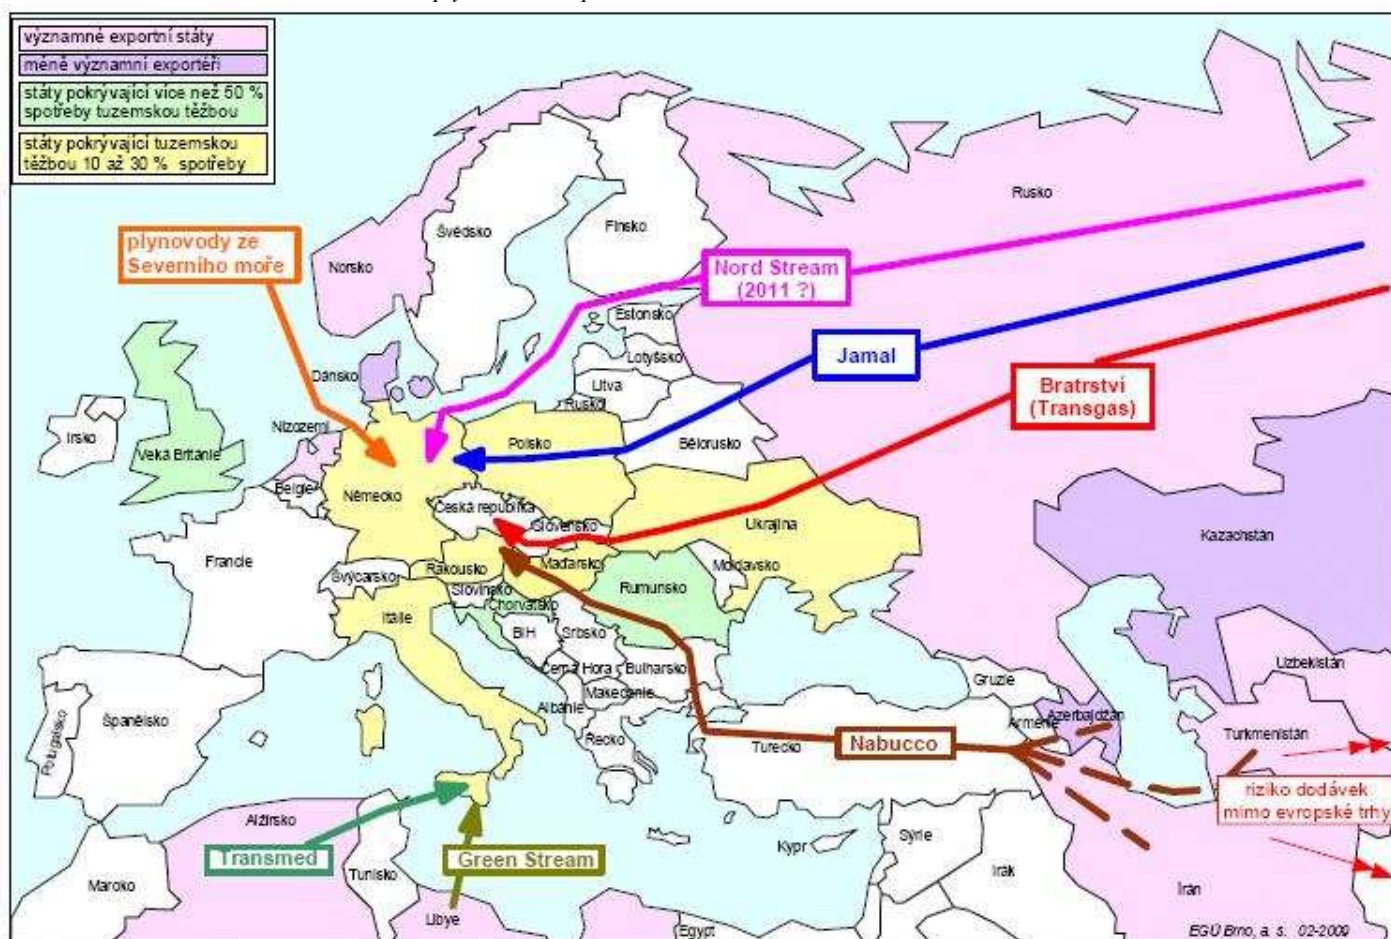 významné exportní státy
méně významní exportéři
státy pokrývající více než 50 %
spotřeby tuzemskou těžbou
státy pokrývající tuzemskou
těžbou 10 až 30 % spotřeby
Rusko
plynovody ze
Severního moře
Švédsko
Finsko
Norsko
Nord Stream
(2011 ?)
Estonsko
Jamal
Lotyšsko
Dánsko
Litva
Bratrství
(Transgas)
Rusko
Nizozemí
Irsko
Polsko
Bělorusko
Veká Británie
Belgie
Německo
Česká republika
Slovensko
Ukrajina
Kazachstán
Francie
Maďarsko
Moldavsko
Rakousko
Švýcarsko
Slovinsko
Rumunsko
Chorvatsko
Itálie
BiH
Srbsko
Černá Hora
Bulharsko
Uzbekistán
Gruzie
Makedonie
Albánie
Španělsko
Portugalsko
Arménie
Azerbajdžán
Řecko
Turecko
Nabucco
Turkmenistán
riziko dodávek
mimo evropské trhy
Alžírsko
Sýrie
Kypr
Transmed
Green Stream
Tunisko
Irák
Maroko
Írán
Libye
Egypt
EGÚ Brno, a. s. 02-2009